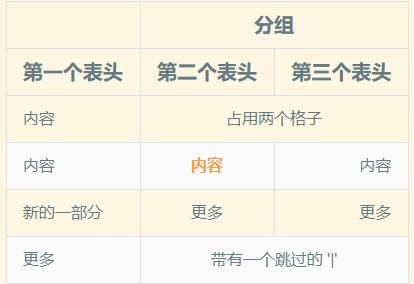 分组
第一个表头 第二个表头 第三个表头
内容 占用两个格子
内容 内容 内容
新的一部分 更多 更多
更多 带有一个跳过的 '|'